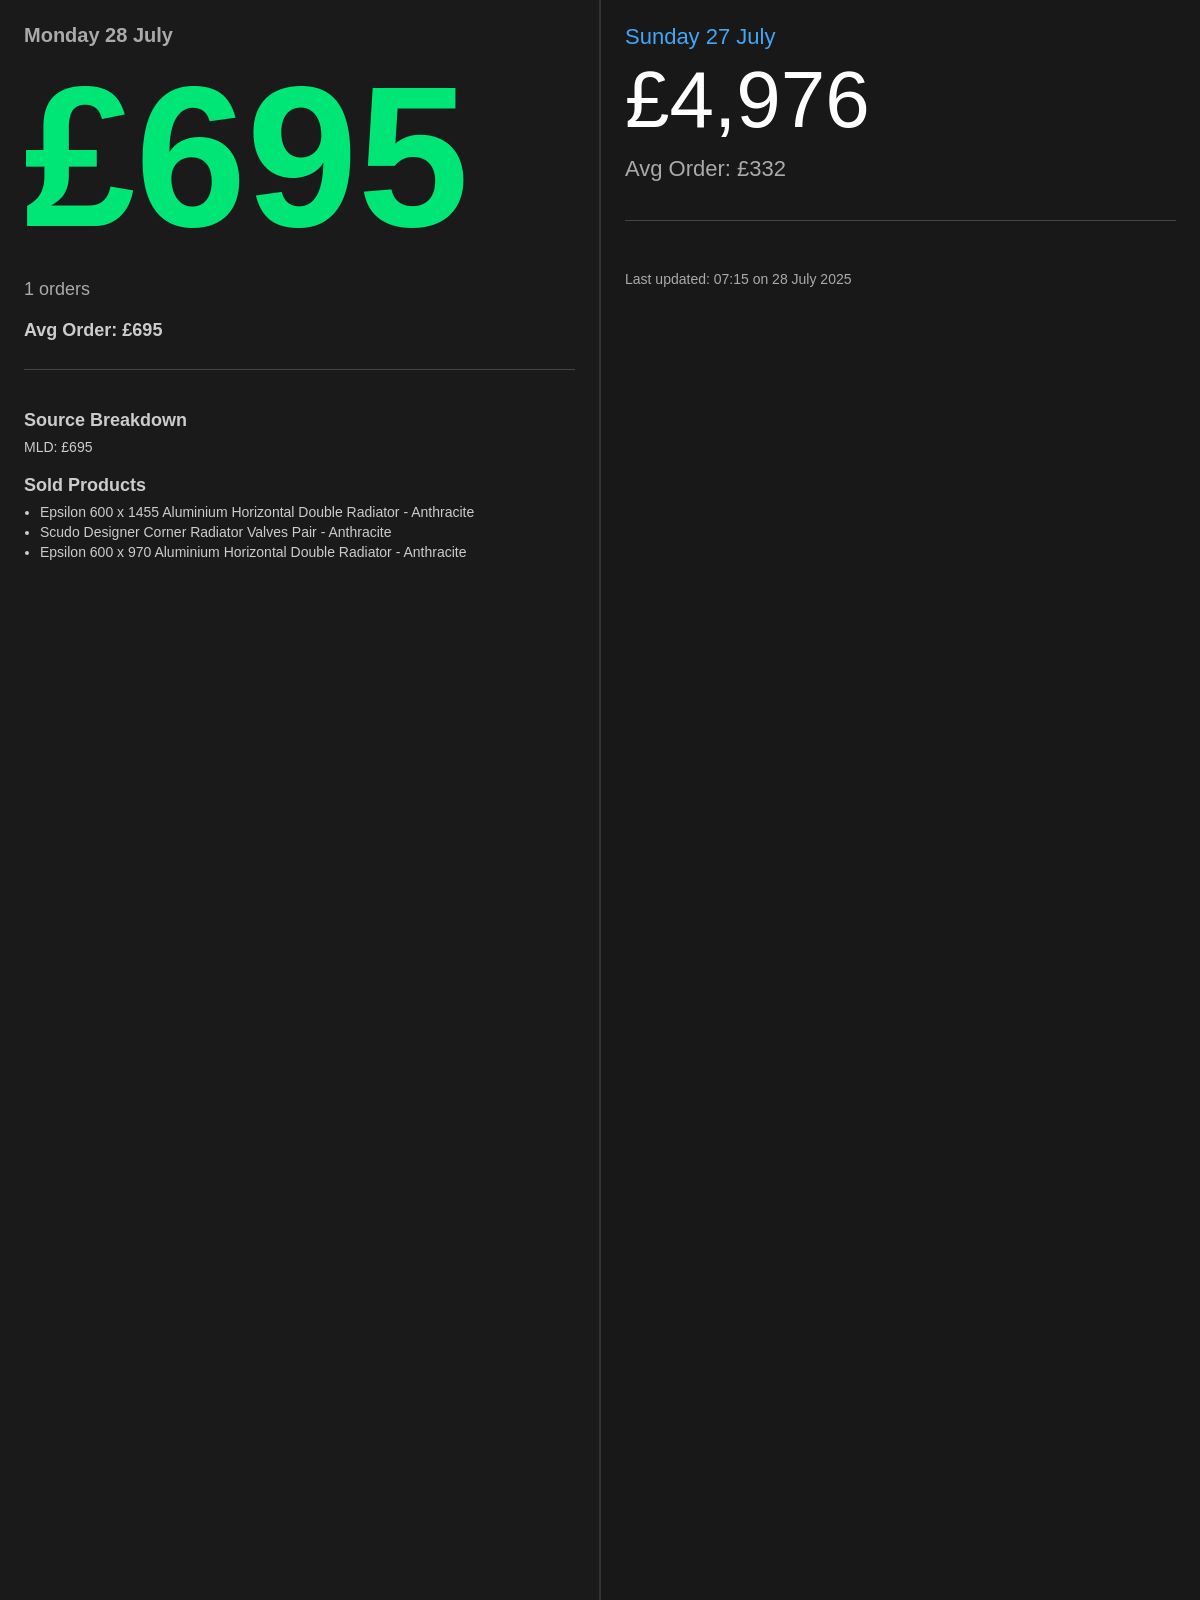 Monday 28 July
£695
1 orders
Avg Order: £695
Source Breakdown
MLD: £695
Sold Products
Epsilon 600 x 1455 Aluminium Horizontal Double Radiator - Anthracite
Scudo Designer Corner Radiator Valves Pair - Anthracite
Epsilon 600 x 970 Aluminium Horizontal Double Radiator - Anthracite
Sunday 27 July
£4,976
Avg Order: £332
Last updated: 07:15 on 28 July 2025